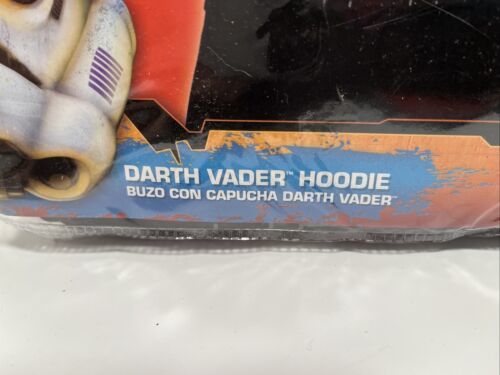 DARTH VADER™ HOODIE
BUZO CON CAPUCHA DARTH VADER™